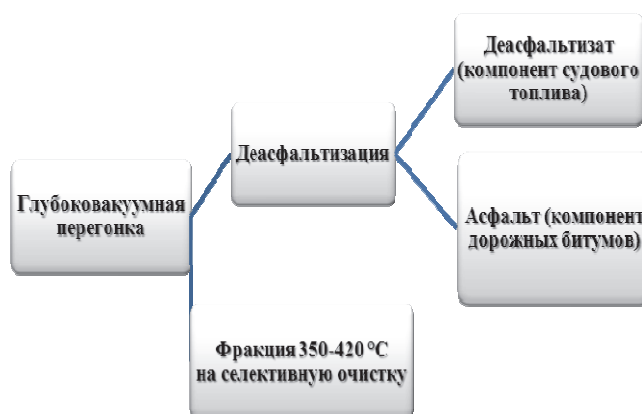 Глубоковакуумная
перегонка
Деасфальтизация
Деасфальтизат
(компонент судового
топлива)
Асфальт (компонент
дорожных битумов)
Фракция 350-420 °С
на селективную очистку